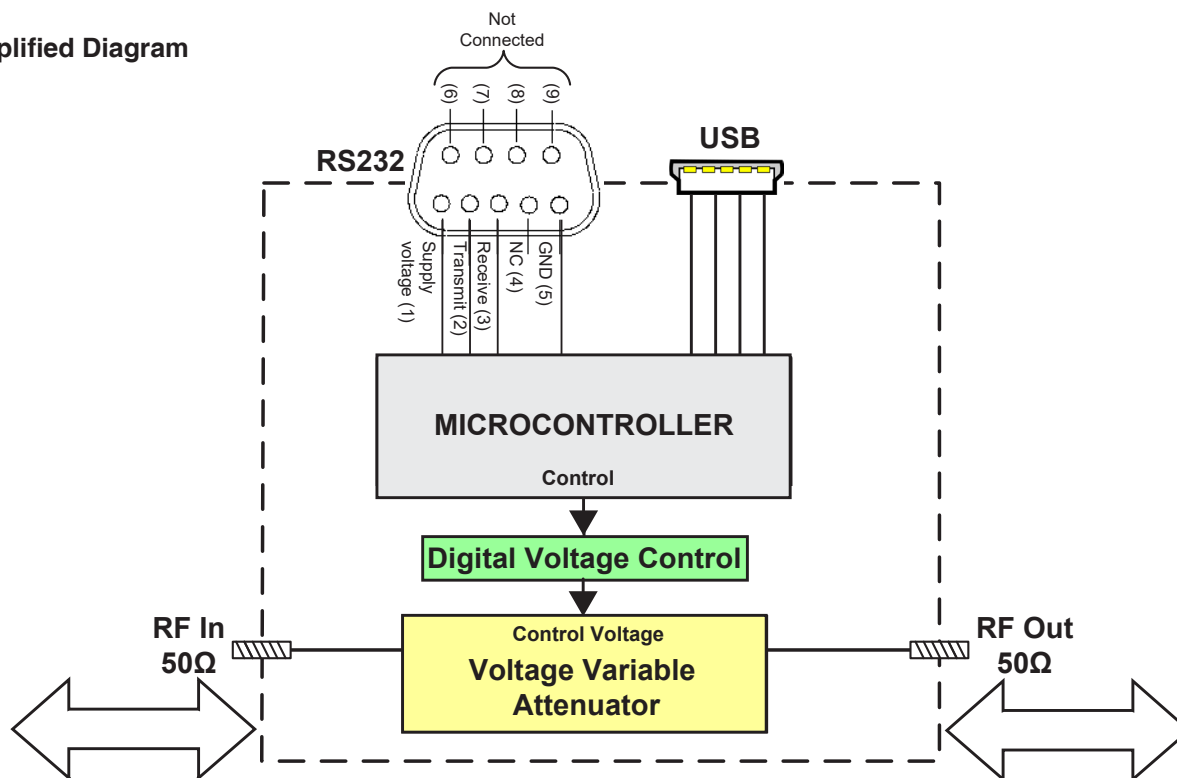 Not
Connected
plified Diagram
(6)
(7)
(8)
(9)
USB
RS232
Supply
voltage (1)
Transmit (2)
Receive (3)
NC (4)
GND (5)
MICROCONTROLLER
Control
Digital Voltage Control
RF In
50Ω
Control Voltage
Voltage Variable
Attenuator
RF Out
50Ω